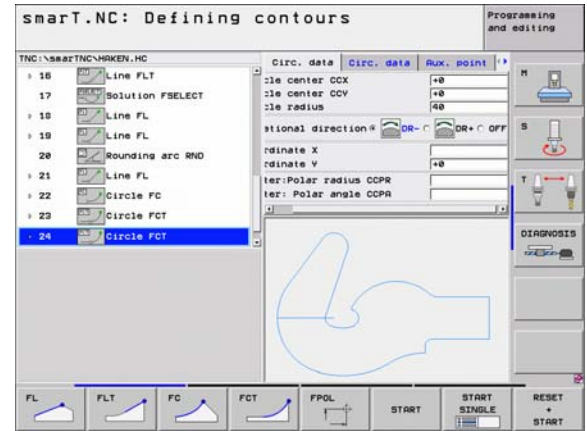 smarT.NC: Defining contours
Programming and editing
TNC:\smarTNC\HAKEN.HC
16 Line FLT
17 Solution FSELECT
18 Line FL
19 Line FL
20 Rounding arc RND
21 Line FL
22 Circle FC
23 Circle FCT
24 Circle FCT
Circ. data Circ. data Aux. point
cle center CCX +0
cle center CCY +0
cle radius 40
ational direction DR- DR+ OFF
rdinate X
rdinate Y +0
ter:Polar radius CCPR
ter: Polar angle CCPA
M
S
T
DIAGNOSIS
FL
FLT
FC
FCT
FPOL
START
START SINGLE
RESET + START